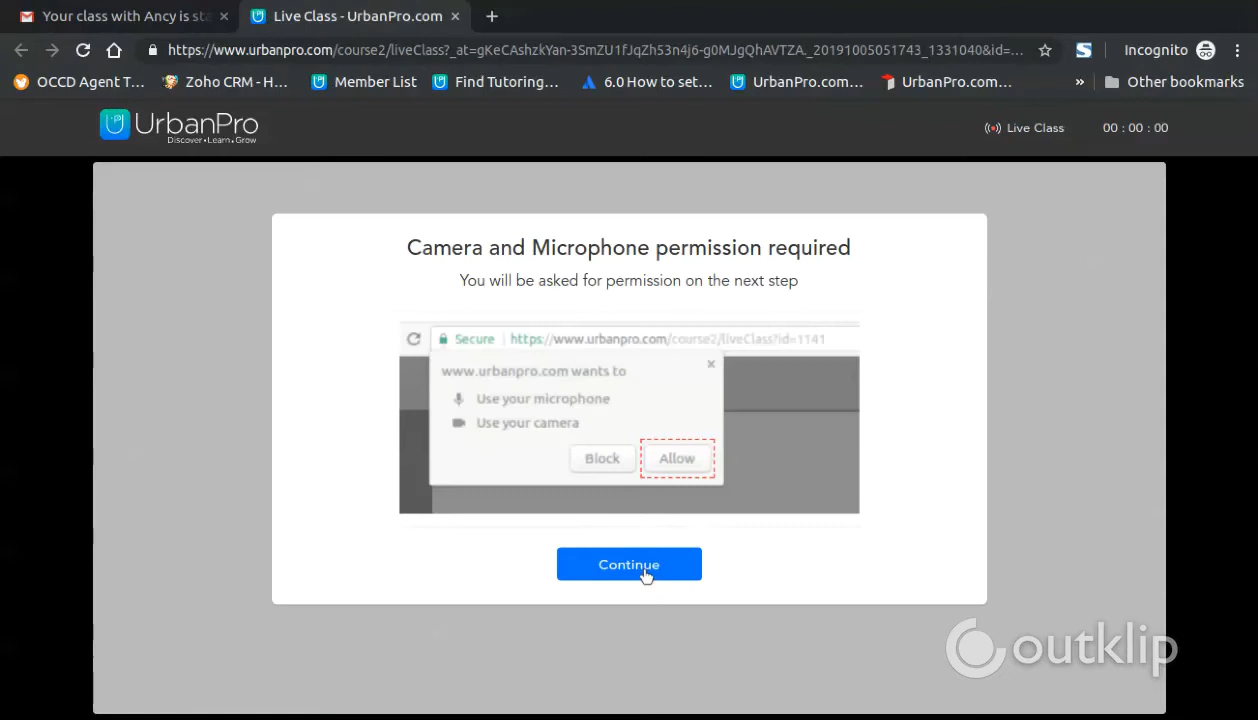 Your class with Ancy is sta
Live Class - UrbanPro.com
https://www.urbanpro.com/course2/liveClass?_at=gKeCAshzkYan-3SmZU1fJqZh53n4j6-g0MJgQhAVTZA._20191005051743_1331040&id=...
Incognito
OCCD Agent T...
Zoho CRM - H...
Member List
Find Tutoring...
6.0 How to set...
UrbanPro.com...
UrbanPro.com...
»
Other bookmarks
UrbanPro
Discover•Learn•Grow
Live Class
00 : 00 : 00
Camera and Microphone permission required
You will be asked for permission on the next step
Secure
https://www.urbanpro.com/course2/liveClass?id=1141
www.urbanpro.com wants to
Use your microphone
Use your camera
Block
Allow
Continue
outklip